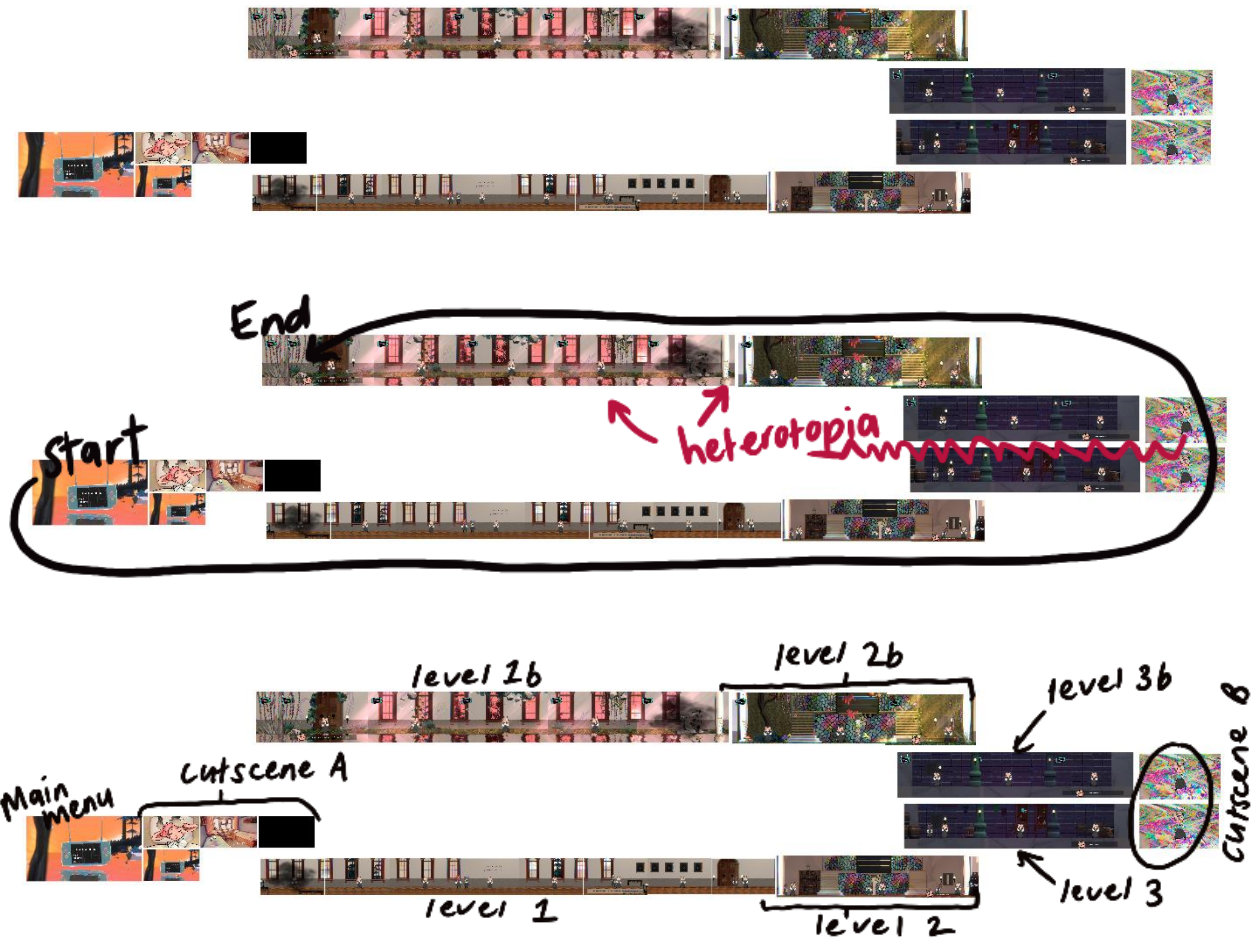 End
start
heterotopia
level 1b
level 2b
level 3b
Cutscene B
cutscene A
Main
menu
level 1
level 2
level 3